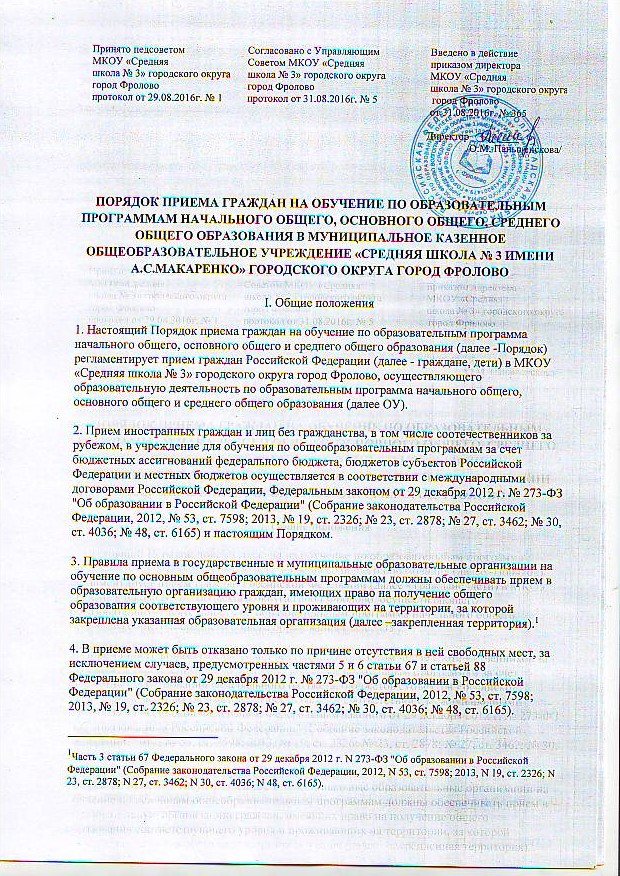 Принято педсоветом
МКОУ «Средняя
школа № 3» городского округа
город Фролово
протокол от 29.08.2016г. № 1
Согласовано с Управляющим
Советом МКОУ «Средняя
школа № 3» городского округа
город Фролово
протокол от 31.08.2016г. № 5
Введено в действие
приказом директора
МКОУ «Средняя
школа № 3» городского округа
город Фролово
от 31.08.2016г. №365
Директор
/О.М. Паньшенскова/
ПОРЯДОК ПРИЕМА ГРАЖДАН НА ОБУЧЕНИЕ ПО ОБРАЗОВАТЕЛЬНЫМ
ПРОГРАММАМ НАЧАЛЬНОГО ОБЩЕГО, ОСНОВНОГО ОБЩЕГО, СРЕДНЕГО
ОБЩЕГО ОБРАЗОВАНИЯ В МУНИЦИПАЛЬНОЕ КАЗЕННОЕ
ОБЩЕОБРАЗОВАТЕЛЬНОЕ УЧРЕЖДЕНИЕ «СРЕДНЯЯ ШКОЛА № 3 ИМЕНИ
А.С.МАКАРЕНКО» ГОРОДСКОГО ОКРУГА ГОРОД ФРОЛОВО
I. Общие положения
1. Настоящий Порядок приема граждан на обучение по образовательным программа
начального общего, основного общего и среднего общего образования (далее -Порядок)
регламентирует прием граждан Российской Федерации (далее - граждане, дети) в МКОУ
«Средняя школа № 3» городского округа город Фролово, осуществляющего
образовательную деятельность по образовательным программа начального общего,
основного общего и среднего общего образования (далее ОУ).
2. Прием иностранных граждан и лиц без гражданства, в том числе соотечественников за
рубежом, в учреждение для обучения по общеобразовательным программам за счет
бюджетных ассигнований федерального бюджета, бюджетов субъектов Российской
Федерации и местных бюджетов осуществляется в соответствии с международными
договорами Российской Федерации, Федеральным законом от 29 декабря 2012 г. № 273-ФЗ
"Об образовании в Российской Федерации" (Собрание законодательства Российской
Федерации, 2012, № 53, ст. 7598; 2013, № 19, ст. 2326; № 23, ст. 2878; № 27, ст. 3462; № 30,
ст. 4036; № 48, ст. 6165) и настоящим Порядком.
3. Правила приема в государственные и муниципальные образовательные организации на
обучение по основным общеобразовательным программам должны обеспечивать прием в
образовательную организацию граждан, имеющих право на получение общего
образования соответствующего уровня и проживающих на территории, за которой
закреплена указанная образовательная организация (далее –закрепленная территория).1
4. В приеме может быть отказано только по причине отсутствия в ней свободных мест, за
исключением случаев, предусмотренных частями 5 и 6 статьи 67 и статьей 88
Федерального закона от 29 декабря 2012 г. № 273-ФЗ "Об образовании в Российской
Федерации" (Собрание законодательства Российской Федерации, 2012, № 53, ст. 7598;
2013, № 19, ст. 2326; № 23, ст. 2878; № 27, ст. 3462; № 30, ст. 4036; № 48, ст. 6165).
1Часть 3 статьи 67 Федерального закона от 29 декабря 2012 г. N 273-ФЗ "Об образовании в Российской
Федерации" (Собрание законодательства Российской Федерации, 2012, N 53, ст. 7598; 2013, N 19, ст. 2326; N
23, ст. 2878; N 27, ст. 3462; N 30, ст. 4036; N 48, ст. 6165).